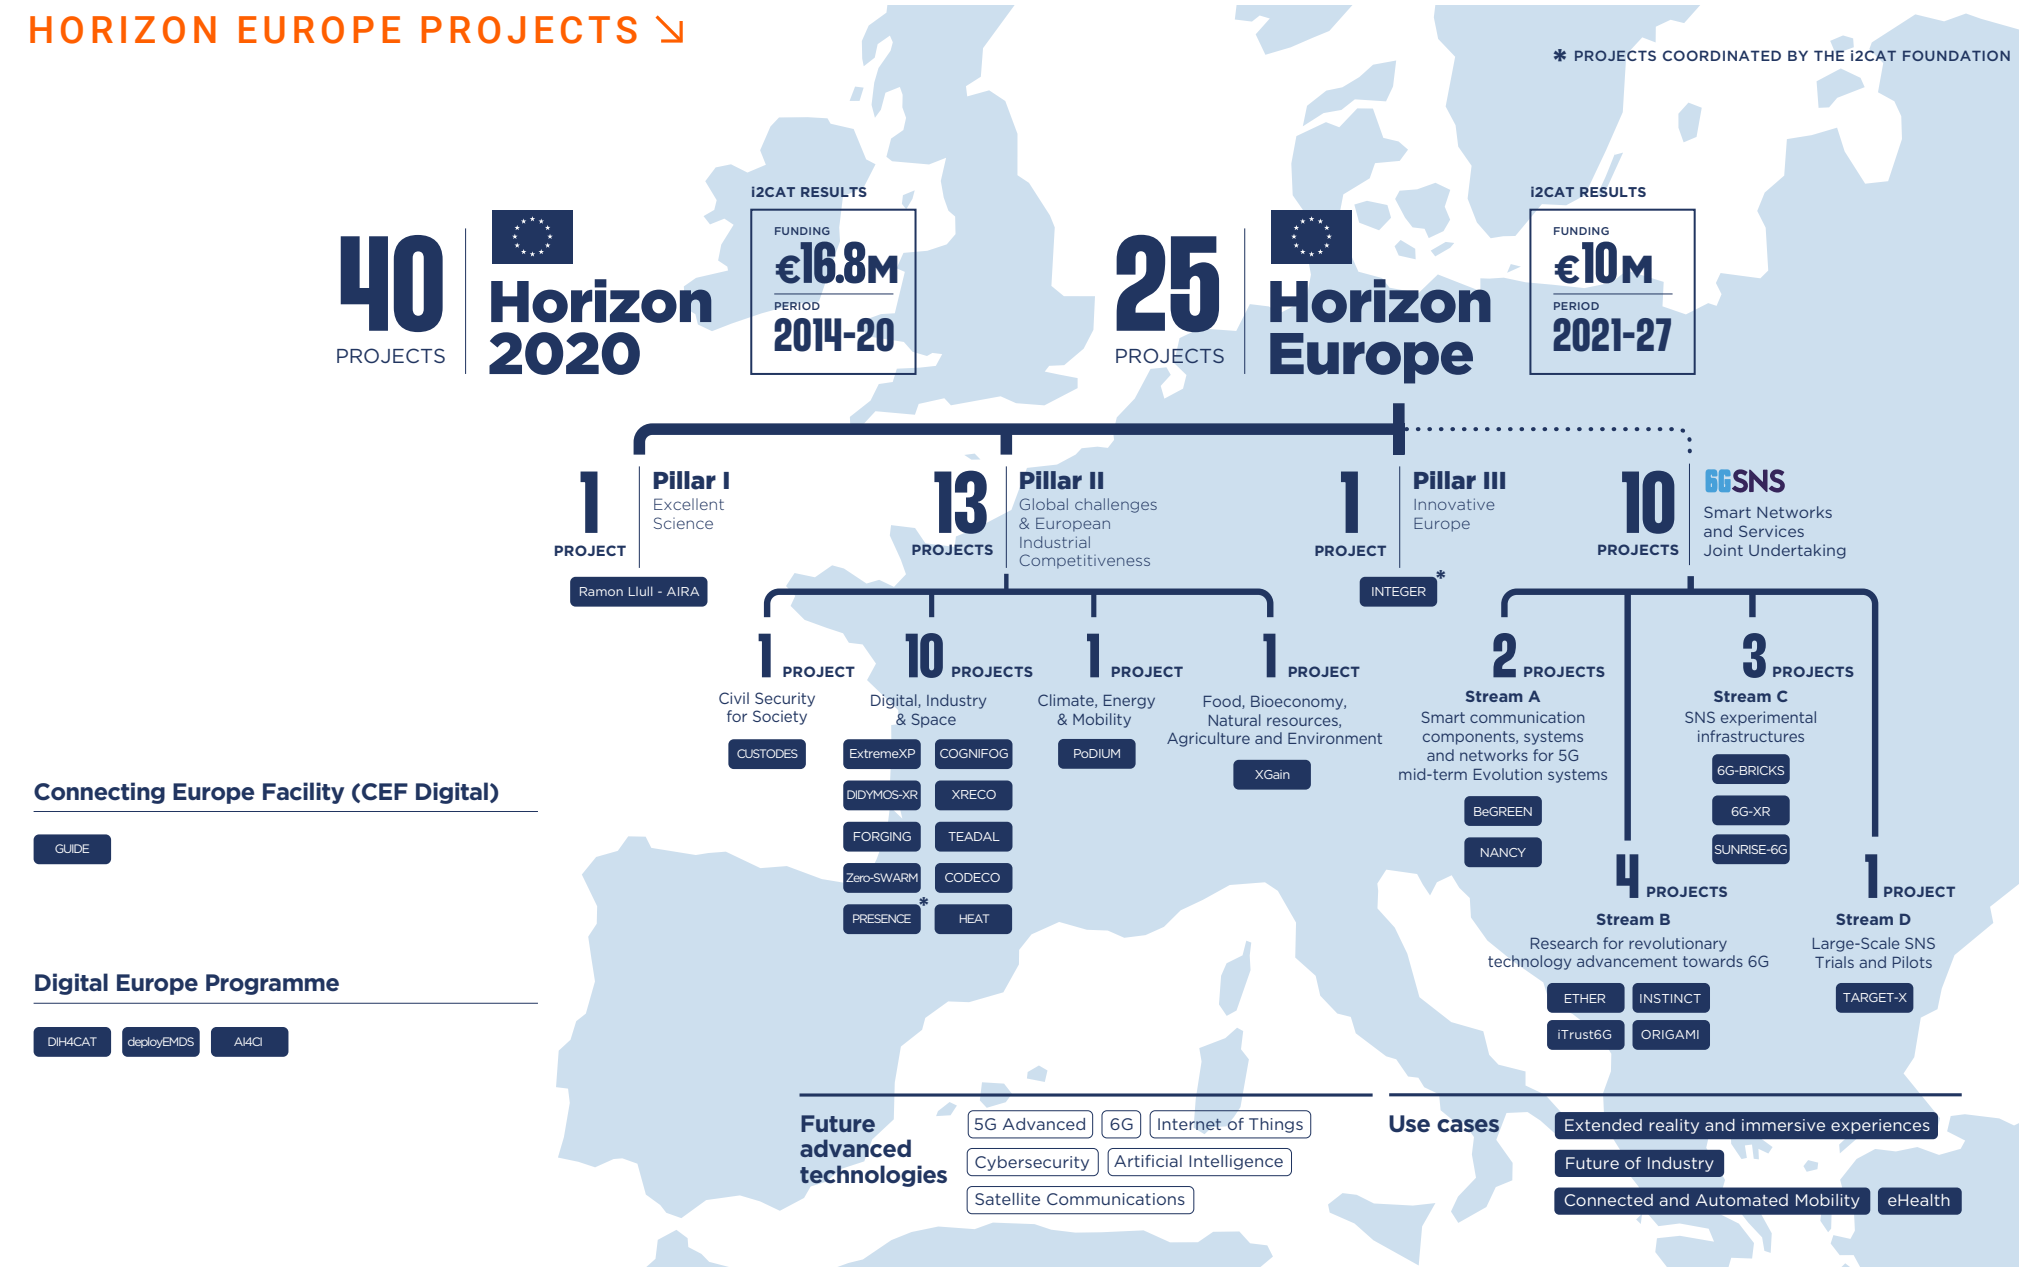 HORIZON EUROPE PROJECTS
* PROJECTS COORDINATED BY THE i2CAT FOUNDATION
40
PROJECTS
Horizon
2020
i2CAT RESULTS
FUNDING
€16.8M
PERIOD
2014-20
25
PROJECTS
Horizon
Europe
i2CAT RESULTS
FUNDING
€10M
PERIOD
2021-27
1
PROJECT
Pillar I
Excellent
Science
Ramon Llull - AIRA
13
PROJECTS
Pillar II
Global challenges
& European
Industrial
Competitiveness
1
PROJECT
Pillar III
Innovative
Europe
INTEGER *
10
PROJECTS
6GSNS
Smart Networks
and Services
Joint Undertaking
1 PROJECT
Civil Security
for Society
CUSTODES
10 PROJECTS
Digital, Industry
& Space
ExtremeXP COGNIFOG
DIDYMOS-XR XRECO
FORGING TEADAL
Zero-SWARM CODECO
PRESENCE * HEAT
1 PROJECT
Climate, Energy
& Mobility
PoDIUM
1 PROJECT
Food, Bioeconomy,
Natural resources,
Agriculture and Environment
XGain
2 PROJECTS
Stream A
Smart communication
components, systems
and networks for 5G
mid-term Evolution systems
BeGREEN
NANCY
4 PROJECTS
Stream B
Research for revolutionary
technology advancement towards 6G
ETHER INSTINCT
iTrust6G ORIGAMI
3 PROJECTS
Stream C
SNS experimental
infrastructures
6G-BRICKS
6G-XR
SUNRISE-6G
1 PROJECT
Stream D
Large-Scale SNS
Trials and Pilots
TARGET-X
Connecting Europe Facility (CEF Digital)
GUIDE
Digital Europe Programme
DIH4CAT deployEMDS AI4CI
Future
advanced
technologies
5G Advanced 6G Internet of Things
Cybersecurity Artificial Intelligence
Satellite Communications
Use cases
Extended reality and immersive experiences
Future of Industry
Connected and Automated Mobility eHealth